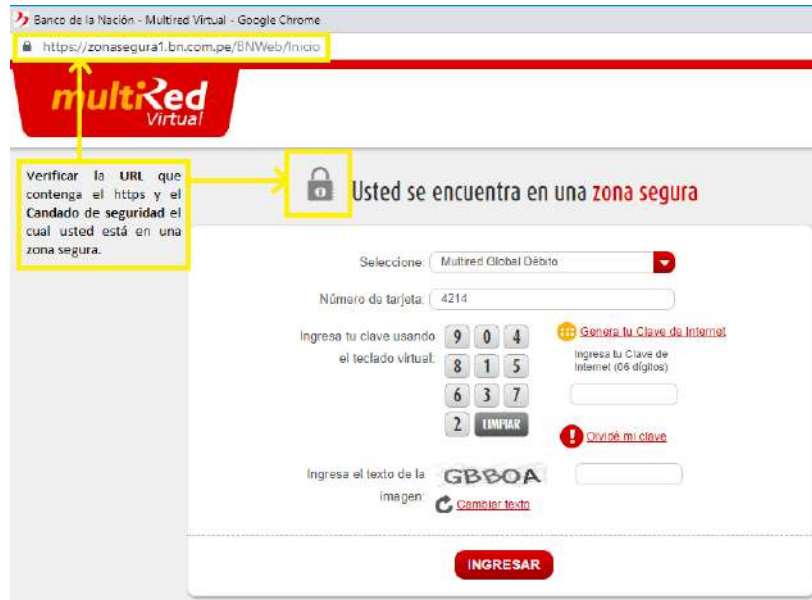 Banco de la Nación - Multired Virtual - Google Chrome
https://zonasegura1.bn.com.pe/BNWeb/Inicio
multiRed
Virtual
Verificar la URL que
contenga el https y el
Candado de seguridad el
cual usted está en una
zona segura.
Usted se encuentra en una zona segura
Seleccione: Multired Global Débito
Número de tarjeta: 4214
Ingresa tu clave usando
el teclado virtual:
9 0 4
8 1 5
6 3 7
2 LIMPIAR
Genera tu Clave de Internet
Ingresa tu Clave de
Internet (06 dígitos)
Olvidé mi clave
Ingresa el texto de la
imagen:
GBBOA
Cambiar texto
INGRESAR